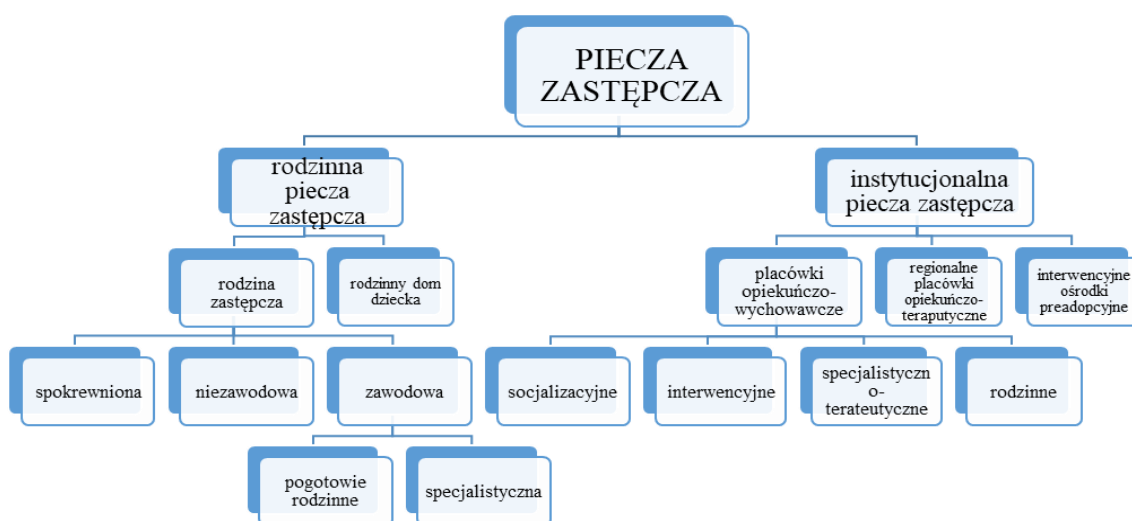 PIECZA
ZASTĘPCZA
rodzinna
piecza
zastępcza
instytucjonalna
piecza zastępcza
rodzina
zastępcza
rodzinny dom
dziecka
placówki
opiekuńczo-
wychowawcze
regionalne
placówki
opiekuńczo-
teraputyczne
interwencyjne
ośrodki
preadopcyjne
spokrewniona
niezawodowa
zawodowa
socjalizacyjne
interwencyjne
specjalistyczn
o-
terateutyczne
rodzinne
pogotowie
rodzinne
specjalistyczna